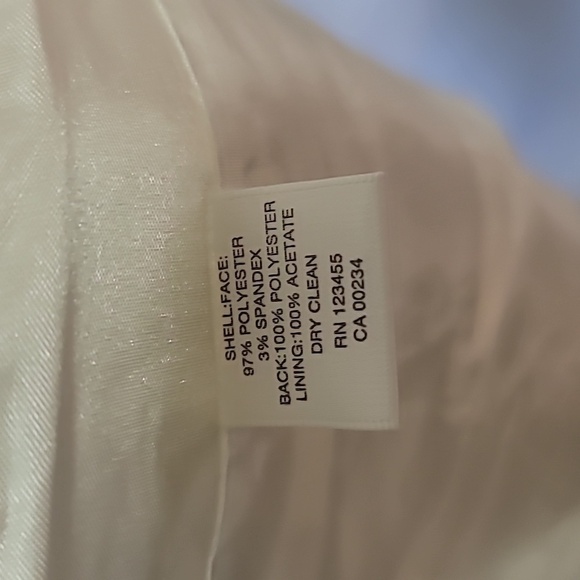 SHELL:FACE:
97% POLYESTER
3% SPANDEX
BACK:100% POLYESTER
LINING:100% ACETATE
DRY CLEAN
RN 123455
CA 00234